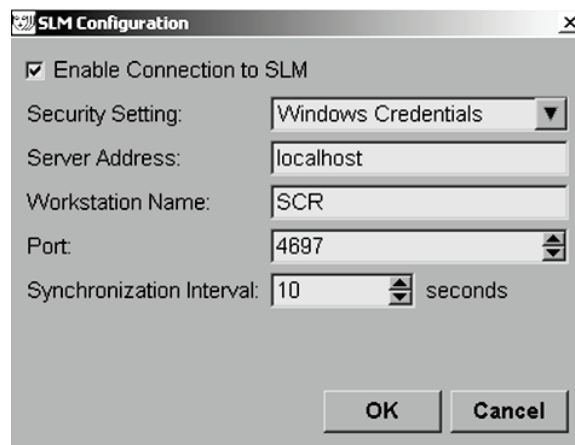 SLM Configuration
Enable Connection to SLM
Security Setting: Windows Credentials
Server Address: localhost
Workstation Name: SCR
Port: 4697
Synchronization Interval: 10 seconds
OK Cancel